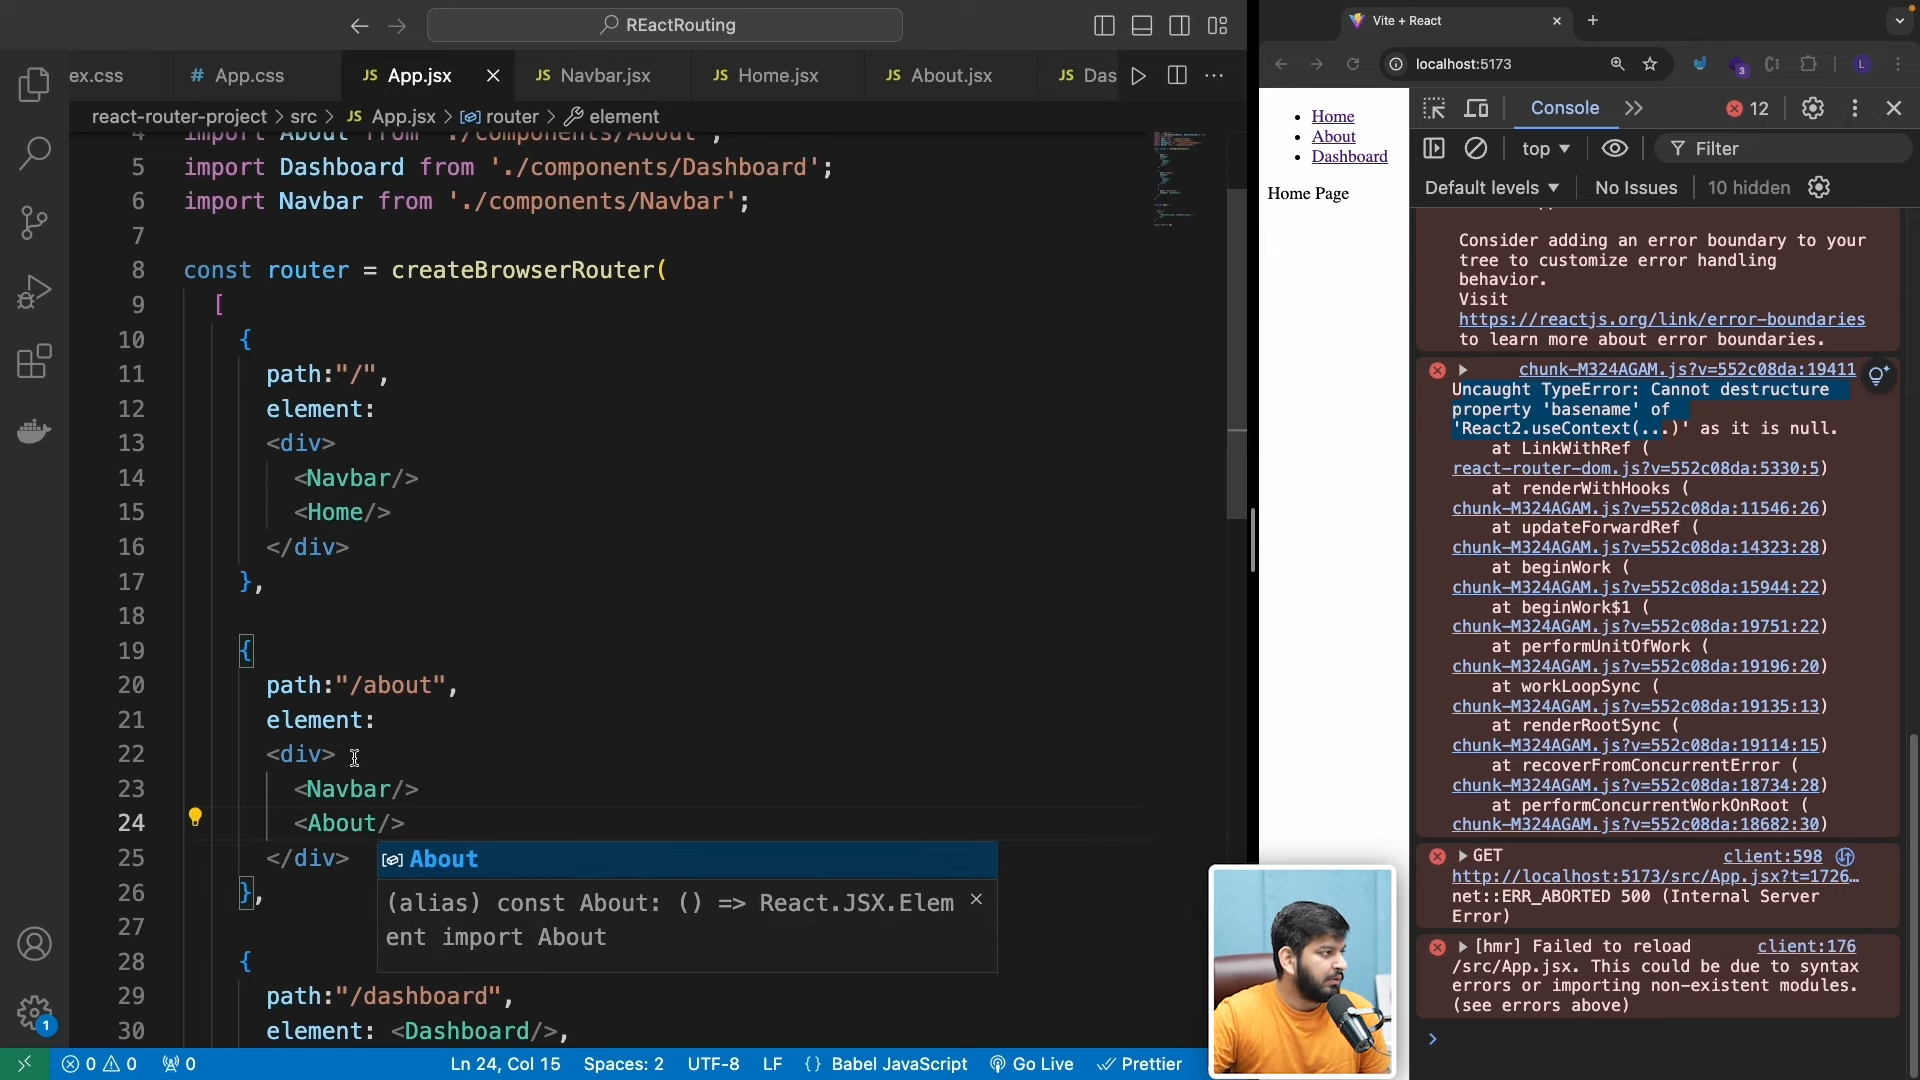 REactRouting
Vite + React
ex.css
# App.css
JS App.jsx
JS Navbar.jsx
JS Home.jsx
JS About.jsx
JS Das
localhost:5173
react-router-project > src > JS App.jsx > router > element
4 import About from './components/About';
5 import Dashboard from './components/Dashboard';
6 import Navbar from './components/Navbar';
7
8 const router = createBrowserRouter(
9 [
10 {
11 path:"/",
12 element:
13 <div>
14 <Navbar/>
15 <Home/>
16 </div>
17 },
18
19 {
20 path:"/about",
21 element:
22 <div>
23 <Navbar/>
24 <About/>
25 </div>
26 },
27
28 {
29 path:"/dashboard",
30 element: <Dashboard/>,
About
(alias) const About: () => React.JSX.Elem
ent import About
0 0 0
Ln 24, Col 15
Spaces: 2
UTF-8
LF
{} Babel JavaScript
Go Live
Prettier
1
Home
About
Dashboard
Home Page
Console
12
top
Filter
Default levels
No Issues
10 hidden
3
L
Consider adding an error boundary to your
tree to customize error handling
behavior.
Visit
https://reactjs.org/link/error-boundaries
to learn more about error boundaries.
chunk-M324AGAM.js?v=552c08da:19411
Uncaught TypeError: Cannot destructure
property 'basename' of
'React2.useContext(...)' as it is null.
at LinkWithRef (
react-router-dom.js?v=552c08da:5330:5)
at renderWithHooks (
chunk-M324AGAM.js?v=552c08da:11546:26)
at updateForwardRef (
chunk-M324AGAM.js?v=552c08da:14323:28)
at beginWork (
chunk-M324AGAM.js?v=552c08da:15944:22)
at beginWork$1 (
chunk-M324AGAM.js?v=552c08da:19751:22)
at performUnitOfWork (
chunk-M324AGAM.js?v=552c08da:19196:20)
at workLoopSync (
chunk-M324AGAM.js?v=552c08da:19135:13)
at renderRootSync (
chunk-M324AGAM.js?v=552c08da:19114:15)
at recoverFromConcurrentError (
chunk-M324AGAM.js?v=552c08da:18734:28)
at performConcurrentWorkOnRoot (
chunk-M324AGAM.js?v=552c08da:18682:30)
GET
client:598
http://localhost:5173/src/App.jsx?t=1726…
net::ERR_ABORTED 500 (Internal Server
Error)
[hmr] Failed to reload
client:176
/src/App.jsx. This could be due to syntax
errors or importing non-existent modules.
(see errors above)